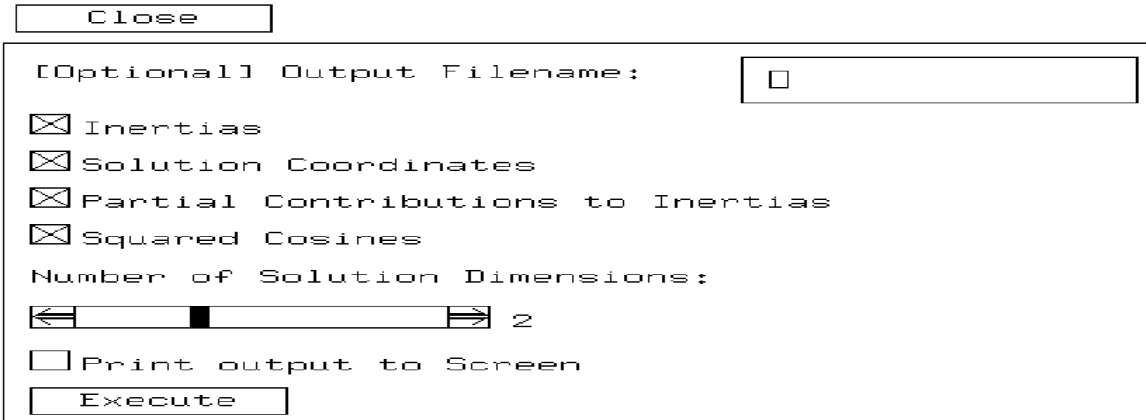 Close
[Optional] Output Filename:
Inertias
Solution Coordinates
Partial Contributions to Inertias
Squared Cosines
Number of Solution Dimensions:
2
Print output to Screen
Execute